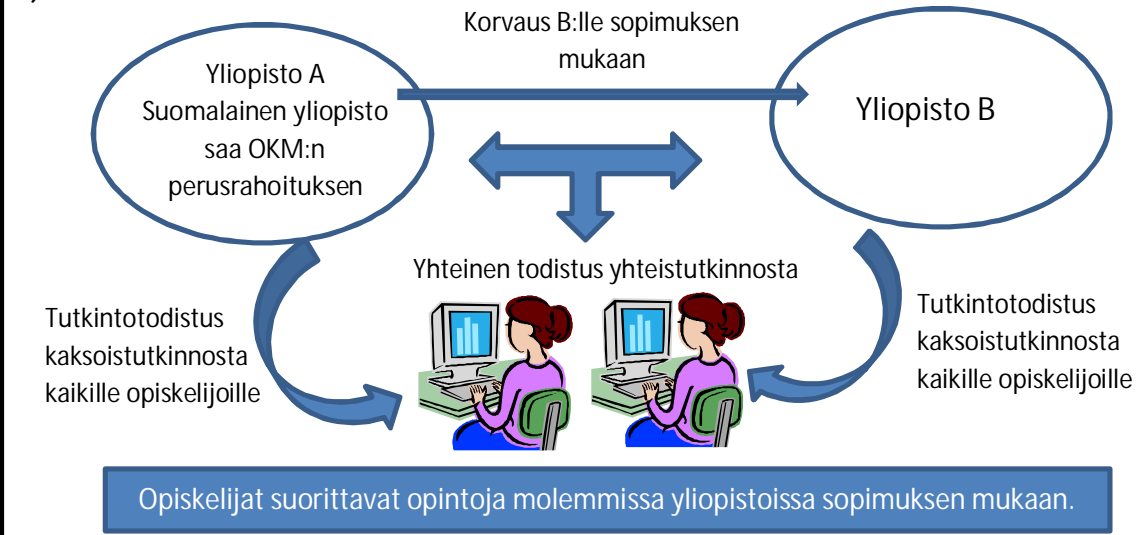 Korvaus B:lle sopimuksen
mukaan
Yliopisto A
Suomalainen yliopisto
saa OKM:n
perusrahoituksen
Yliopisto B
Yhteinen todistus yhteistutkinnosta
Tutkintotodistus
kaksoistutkinnosta
kaikille opiskelijoille
Tutkintotodistus
kaksoistutkinnosta
kaikille opiskelijoille
Opiskelijat suorittavat opintoja molemmissa yliopistoissa sopimuksen mukaan.